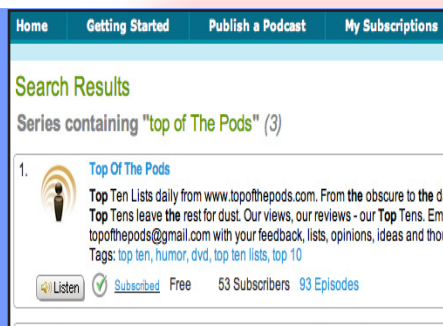 Home Getting Started Publish a Podcast My Subscriptions
Search Results
Series containing "top of The Pods" (3)
1. Top Of The Pods
Top Ten Lists daily from www.topofthepods.com. From the obscure to the d
Top Tens leave the rest for dust. Our views, our reviews - our Top Tens. Em
topofthepods@gmail.com with your feedback, lists, opinions, ideas and thou
Tags: top ten, humor, dvd, top ten lists, top 10
Listen Subscribed Free 53 Subscribers 93 Episodes